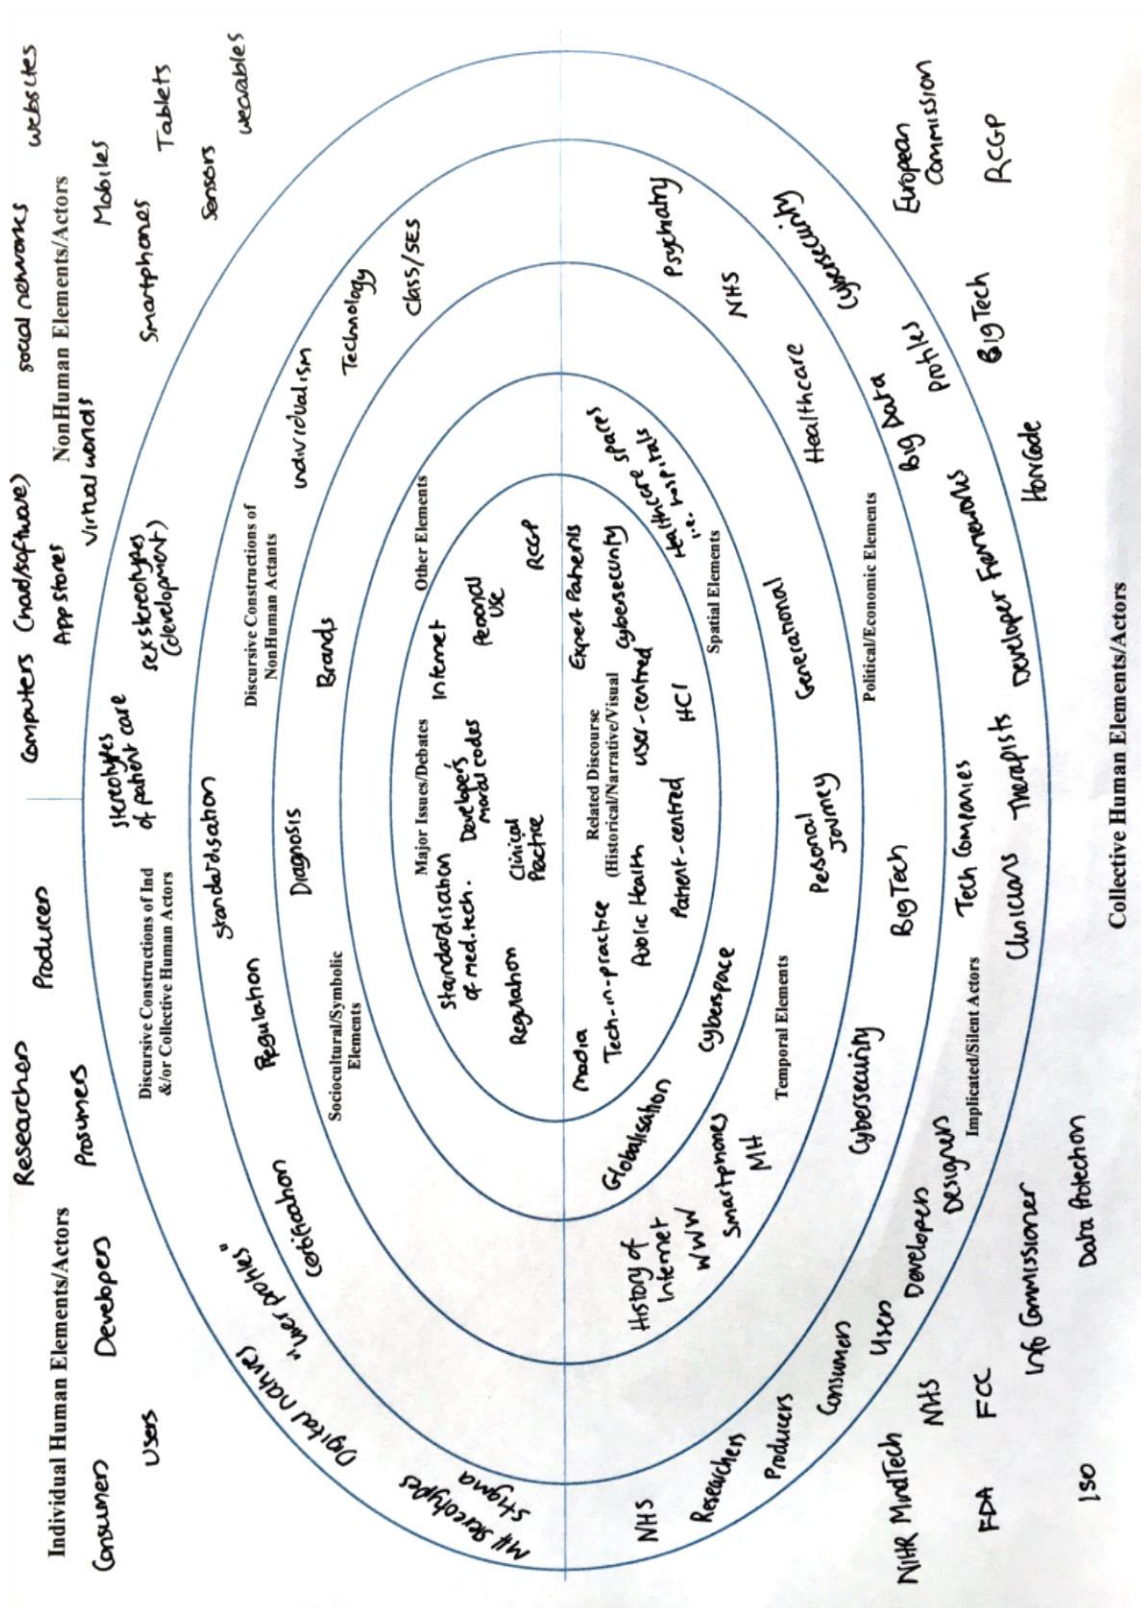 Individual Human Elements/Actors
NonHuman Elements/Actors
Consumers
Users
Developers
Researchers
Prosumers
Producers
Computers (hard/software)
App stores
Virtual worlds
social networks
websites
Mobiles
Smartphones
Tablets
Sensors
wearables
Discursive Constructions of Ind
&/or Collective Human Actors
MH stereotypes
stigma
Digital natives
"user profiles"
stereotypes
of patient care
sex stereotypes
(development)
Discursive Constructions of
NonHuman Actants
Certification
Regulation
standardisation
individualism
Technology
Class/SES
Sociocultural/Symbolic
Elements
Diagnosis
Brands
Other Elements
Major Issues/Debates
Standardisation
of med.tech.
Regulation
Developer's
moral codes
Clinical
Practice
Internet
Personal
Use
RCGP
Related Discourse
(Historical/Narrative/Visual
Media
Tech-in-practice
Public Health
Patient-centred
user-centred
HCI
Expert Patients
Cybersecurity
Spatial Elements
Globalisation
Cyberspace
Healthcare spaces
i.e. hospitals
Temporal Elements
History of
Internet
WWW
Smartphones
MH
Personal
Journey
Generational
Political/Economic Elements
Cybersecurity
Big Tech
Healthcare
NHS
Psychiatry
Implicated/Silent Actors
NHS
Researchers
Producers
Consumers
Users
Developers
Designers
Clinicians
Tech Companies
Therapists
Developer Frameworks
Big Data
profiles
Cybersecurity
Collective Human Elements/Actors
NIHR MindTech
NHS
FDA
FCC
ISO
Info Commissioner
Data Protection
HonCode
Big Tech
European
Commission
RCGP